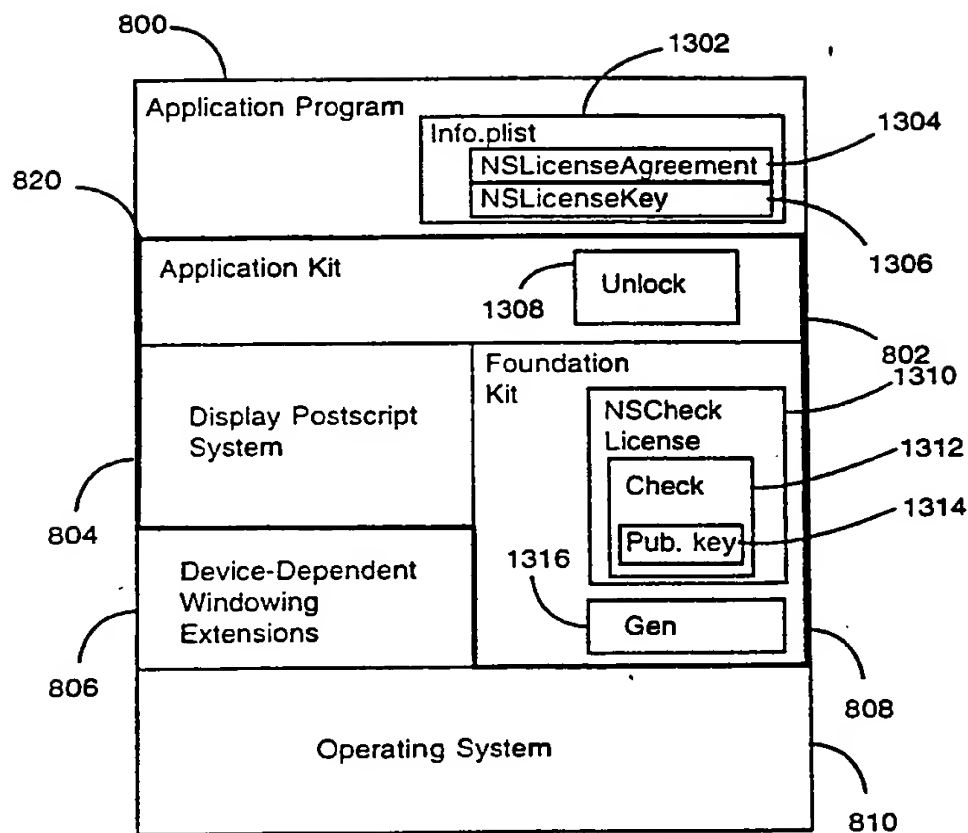 800
1302
Application Program
Info.plist
1304
NSLicenseAgreement
820
NSLicenseKey
1306
Application Kit
Unlock
1308
802
Foundation
Kit
1310
NSCheck
License
Display Postscript
System
1312
Check
1314
Pub. key
804
1316
Device-Dependent
Windowing
Extensions
Gen
806
808
Operating System
810